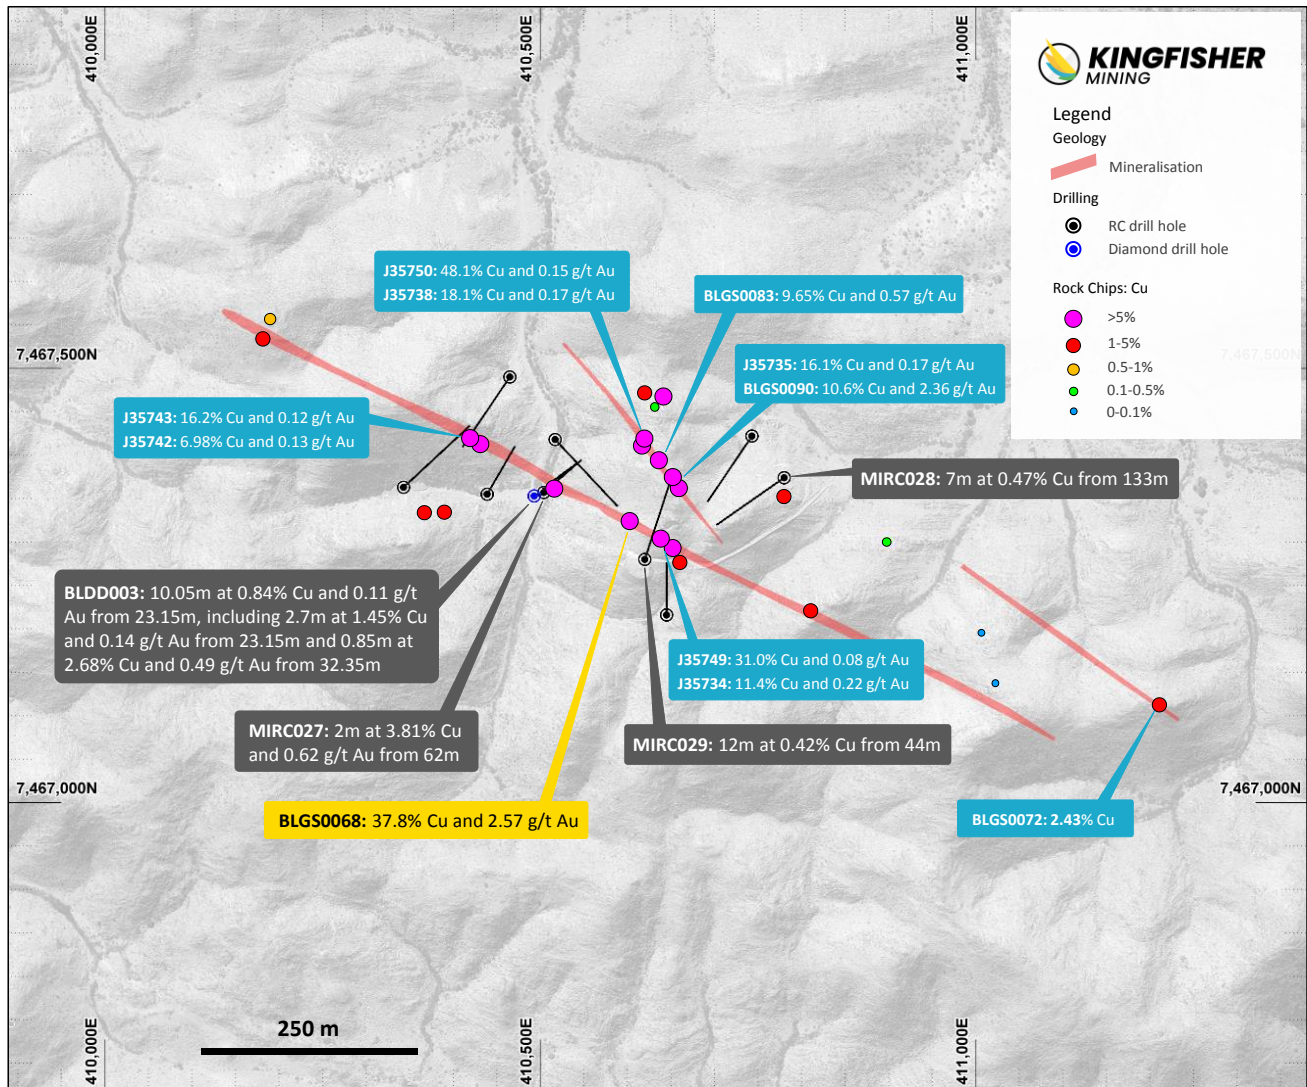 410,000E
410,500E
411,000E
KINGFISHER
MINING
Legend
Geology
Mineralisation
Drilling
RC drill hole
Diamond drill hole
Rock Chips: Cu
>5%
1-5%
0.5-1%
0.1-0.5%
0-0.1%
J35750: 48.1% Cu and 0.15 g/t Au
J35738: 18.1% Cu and 0.17 g/t Au
BLGS0083: 9.65% Cu and 0.57 g/t Au
7,467,500N
7,467,500N
J35735: 16.1% Cu and 0.17 g/t Au
BLGS0090: 10.6% Cu and 2.36 g/t Au
J35743: 16.2% Cu and 0.12 g/t Au
J35742: 6.98% Cu and 0.13 g/t Au
MIRC028: 7m at 0.47% Cu from 133m
BLDD003: 10.05m at 0.84% Cu and 0.11 g/t
Au from 23.15m, including 2.7m at 1.45% Cu
and 0.14 g/t Au from 23.15m and 0.85m at
2.68% Cu and 0.49 g/t Au from 32.35m
J35749: 31.0% Cu and 0.08 g/t Au
J35734: 11.4% Cu and 0.22 g/t Au
MIRC027: 2m at 3.81% Cu
and 0.62 g/t Au from 62m
MIRC029: 12m at 0.42% Cu from 44m
7,467,000N
7,467,000N
BLGS0068: 37.8% Cu and 2.57 g/t Au
BLGS0072: 2.43% Cu
250 m
410,000E
410,500E
411,000E